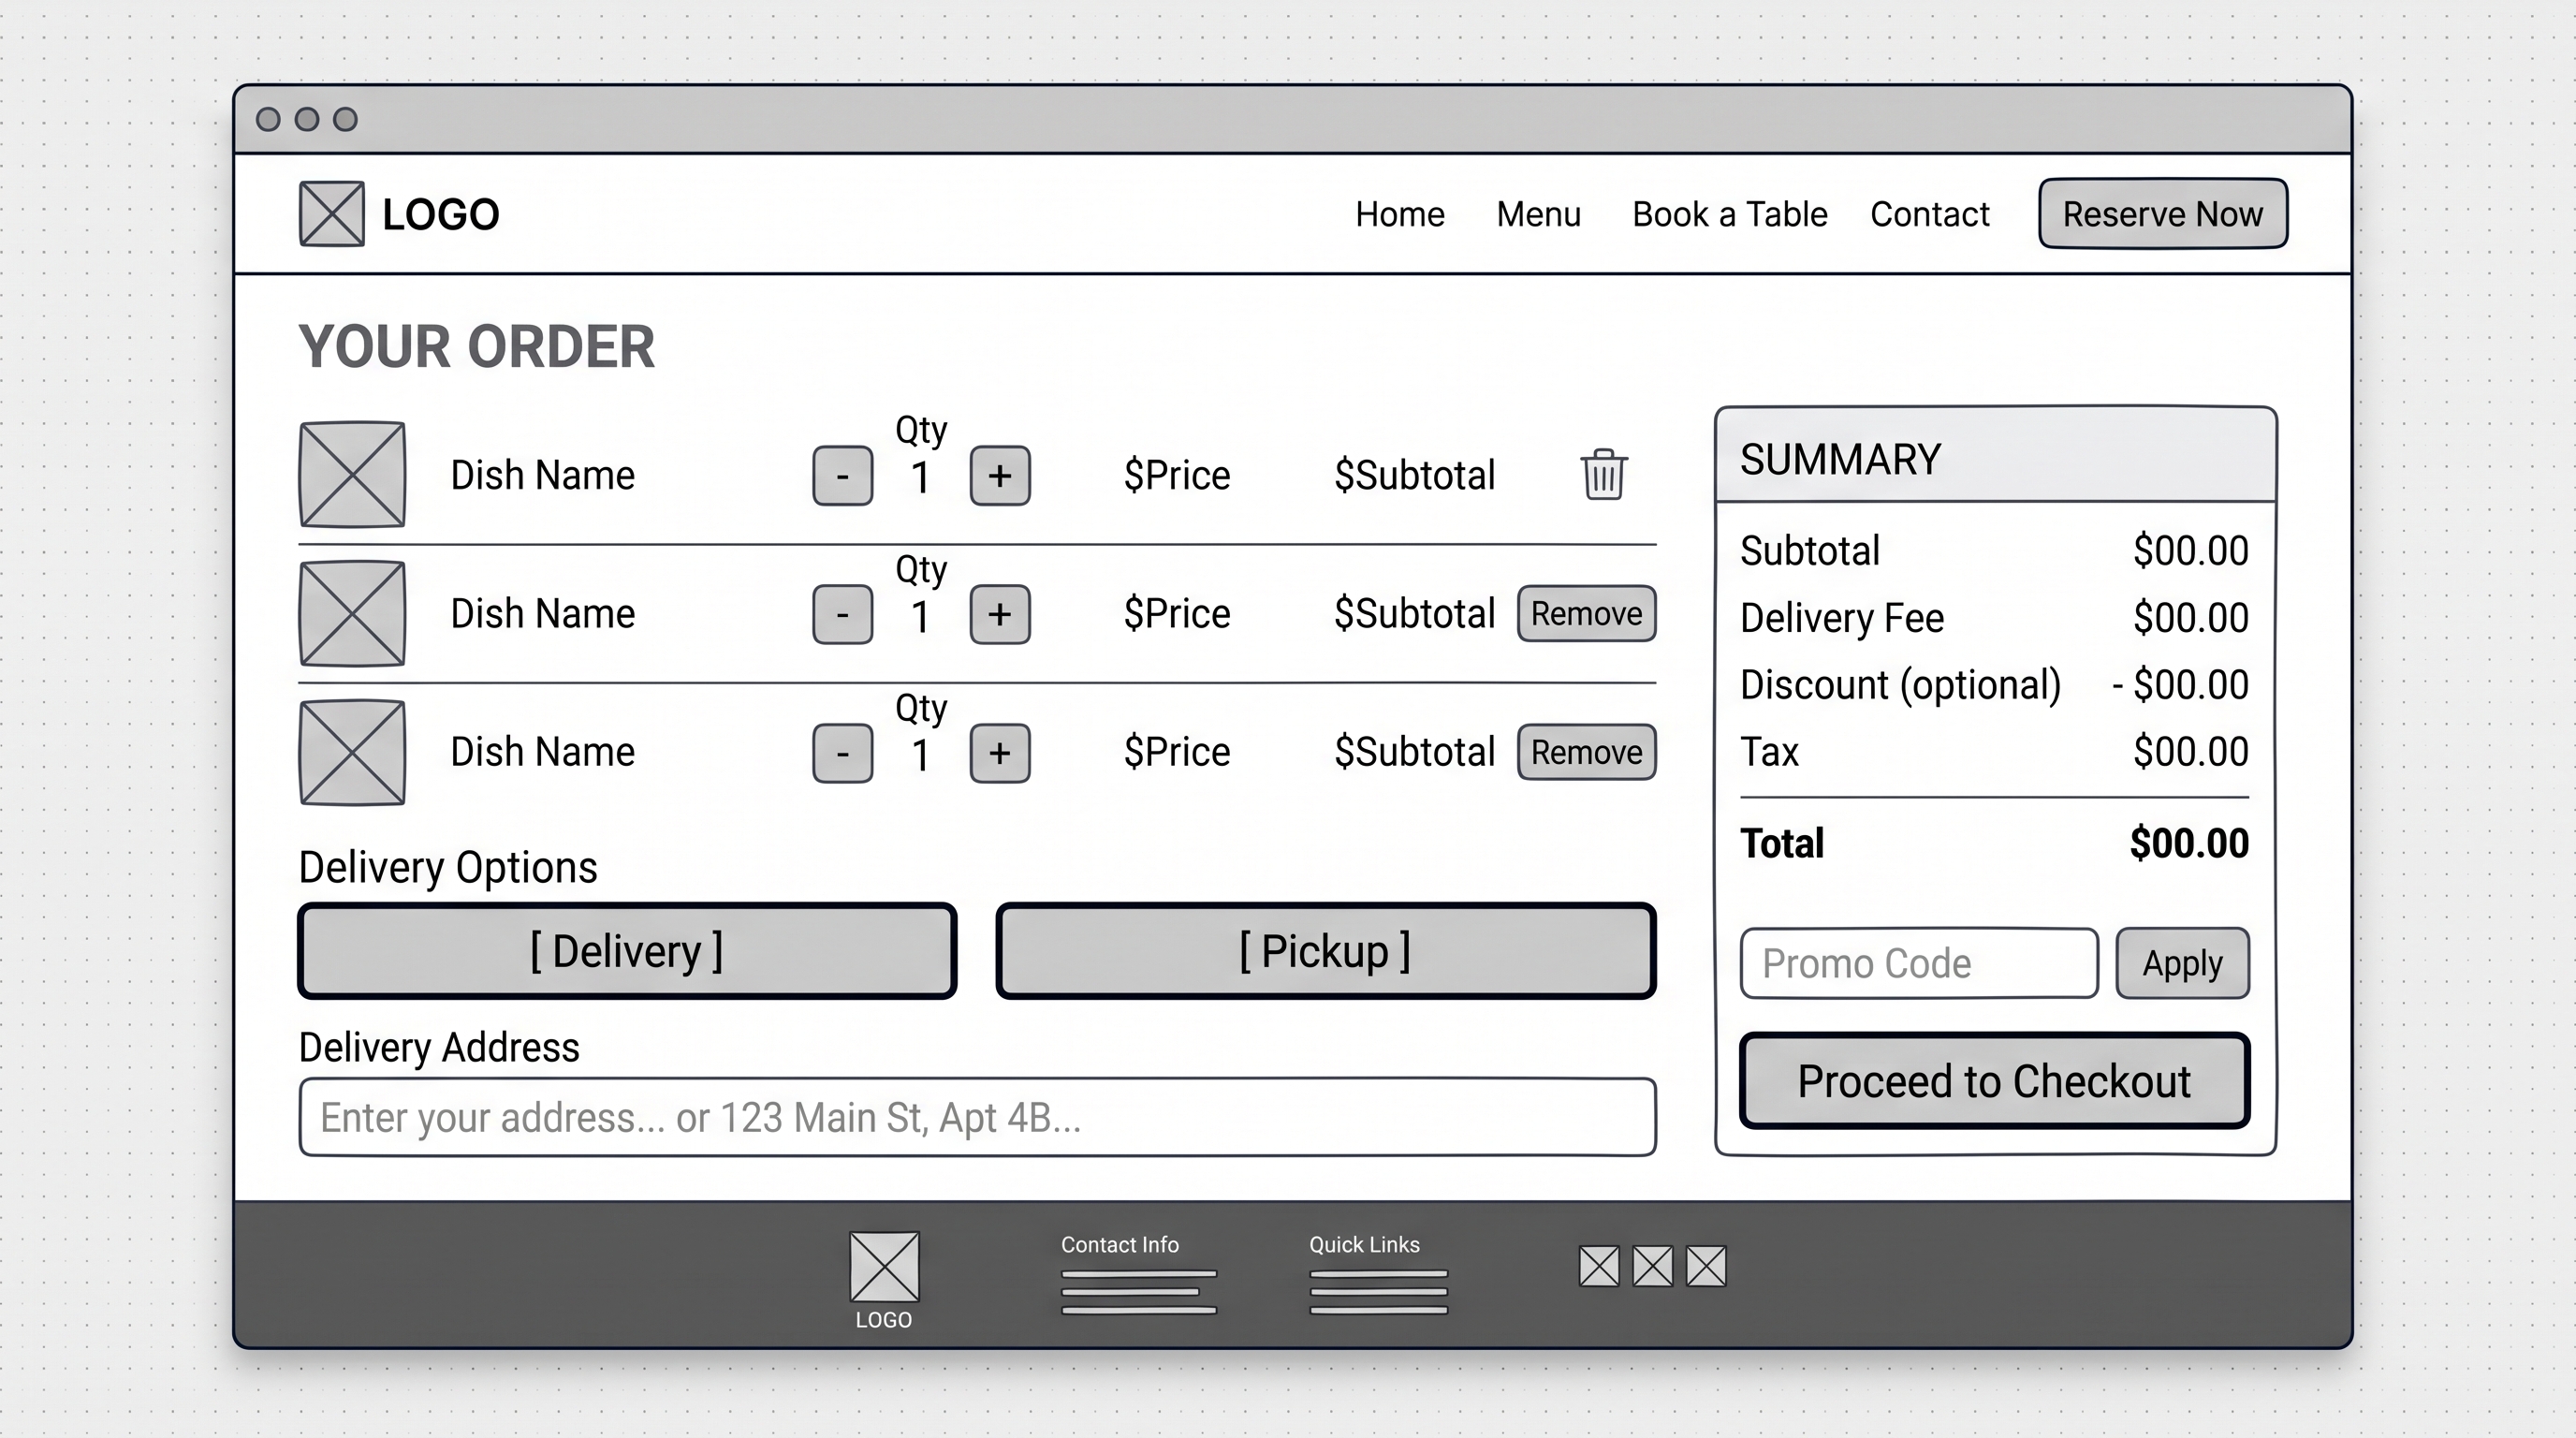 LOGO
Home Menu Book a Table Contact Reserve Now
YOUR ORDER
Qty
Dish Name - 1 + $Price $Subtotal
Qty
Dish Name - 1 + $Price $Subtotal Remove
Qty
Dish Name - 1 + $Price $Subtotal Remove
Delivery Options
[ Delivery ] [ Pickup ]
Delivery Address
Enter your address... or 123 Main St, Apt 4B...
SUMMARY
Subtotal $00.00
Delivery Fee $00.00
Discount (optional) - $00.00
Tax $00.00
Total $00.00
Promo Code Apply
Proceed to Checkout
LOGO
Contact Info
Quick Links